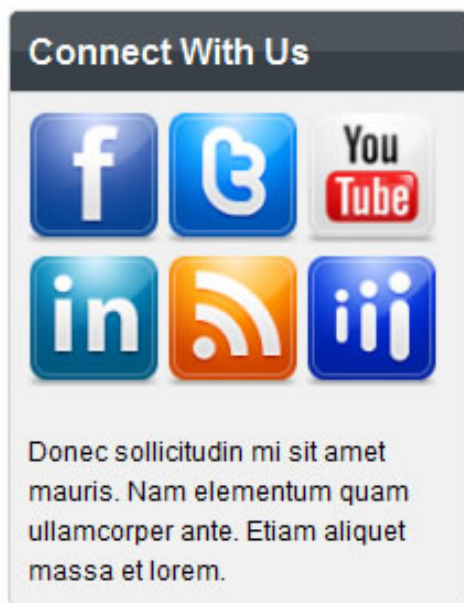 Connect With Us
f
t
You
Tube
in
Donec sollicitudin mi sit amet
mauris. Nam elementum quam
ullamcorper ante. Etiam aliquet
massa et lorem.